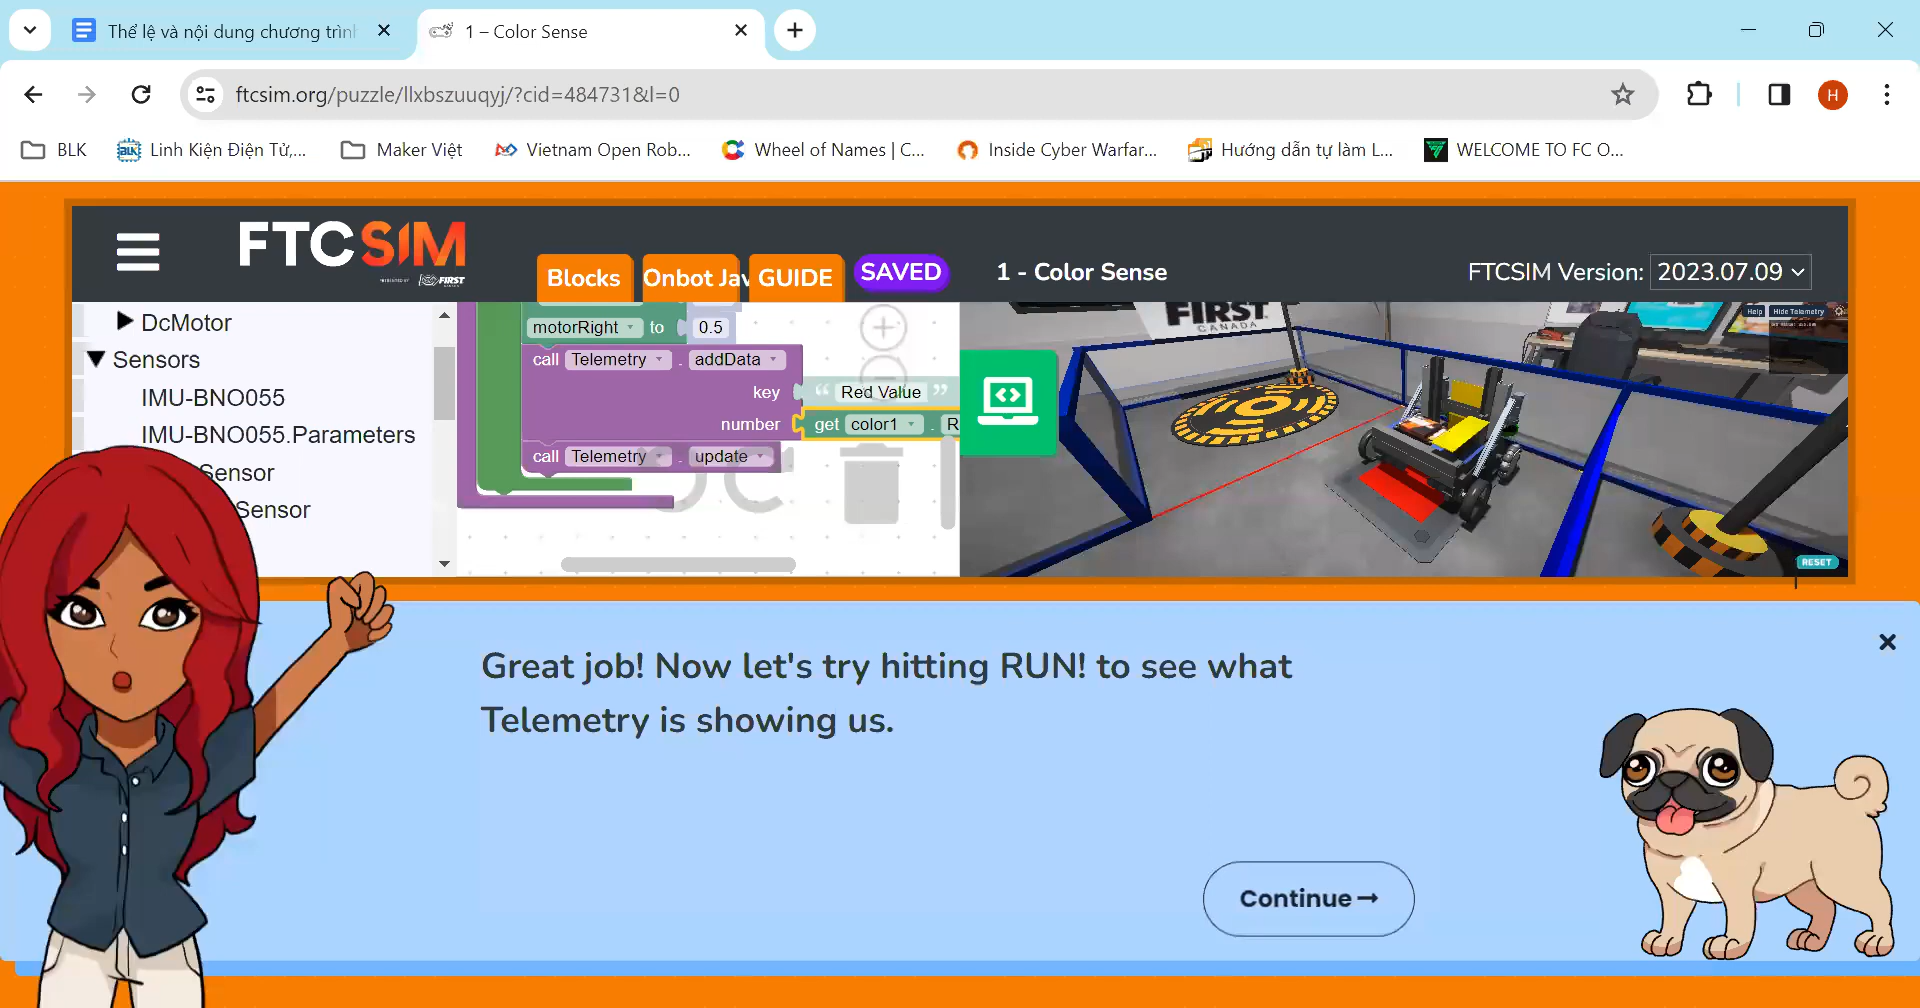 Thể lệ và nội dung chương trìn
1 – Color Sense
ftcsim.org/puzzle/llxbszuuqyj/?cid=484731&l=0
H
BLK
Linh Kiện Điện Tử,...
Maker Việt
Vietnam Open Rob...
Wheel of Names | C...
Inside Cyber Warfar...
Hướng dẫn tự làm L...
WELCOME TO FC O...
FTCSIM
FIRST
Blocks
Onbot Jav
GUIDE
SAVED
1 - Color Sense
FTCSIM Version: 2023.07.09
DcMotor
Sensors
IMU-BNO055
IMU-BNO055.Parameters
Sensor
Sensor
motorRight to 0.5
call Telemetry . addData
key “ Red Value ”
number get color1 . R
call Telemetry . update
FIRST
CANADA
Help
Hide Telemetry
RESET
Great job! Now let's try hitting RUN! to see what
Telemetry is showing us.
Continue→